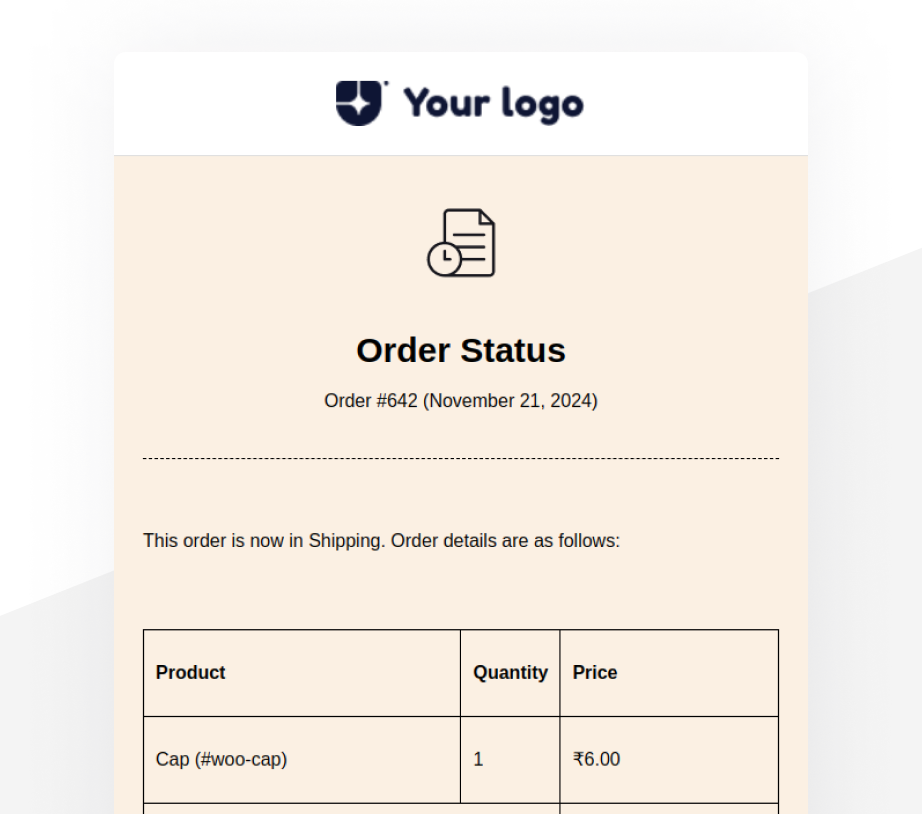 Your logo
Order Status
Order #642 (November 21, 2024)
This order is now in Shipping. Order details are as follows:
Product Quantity Price
Cap (#woo-cap) 1 ₹6.00